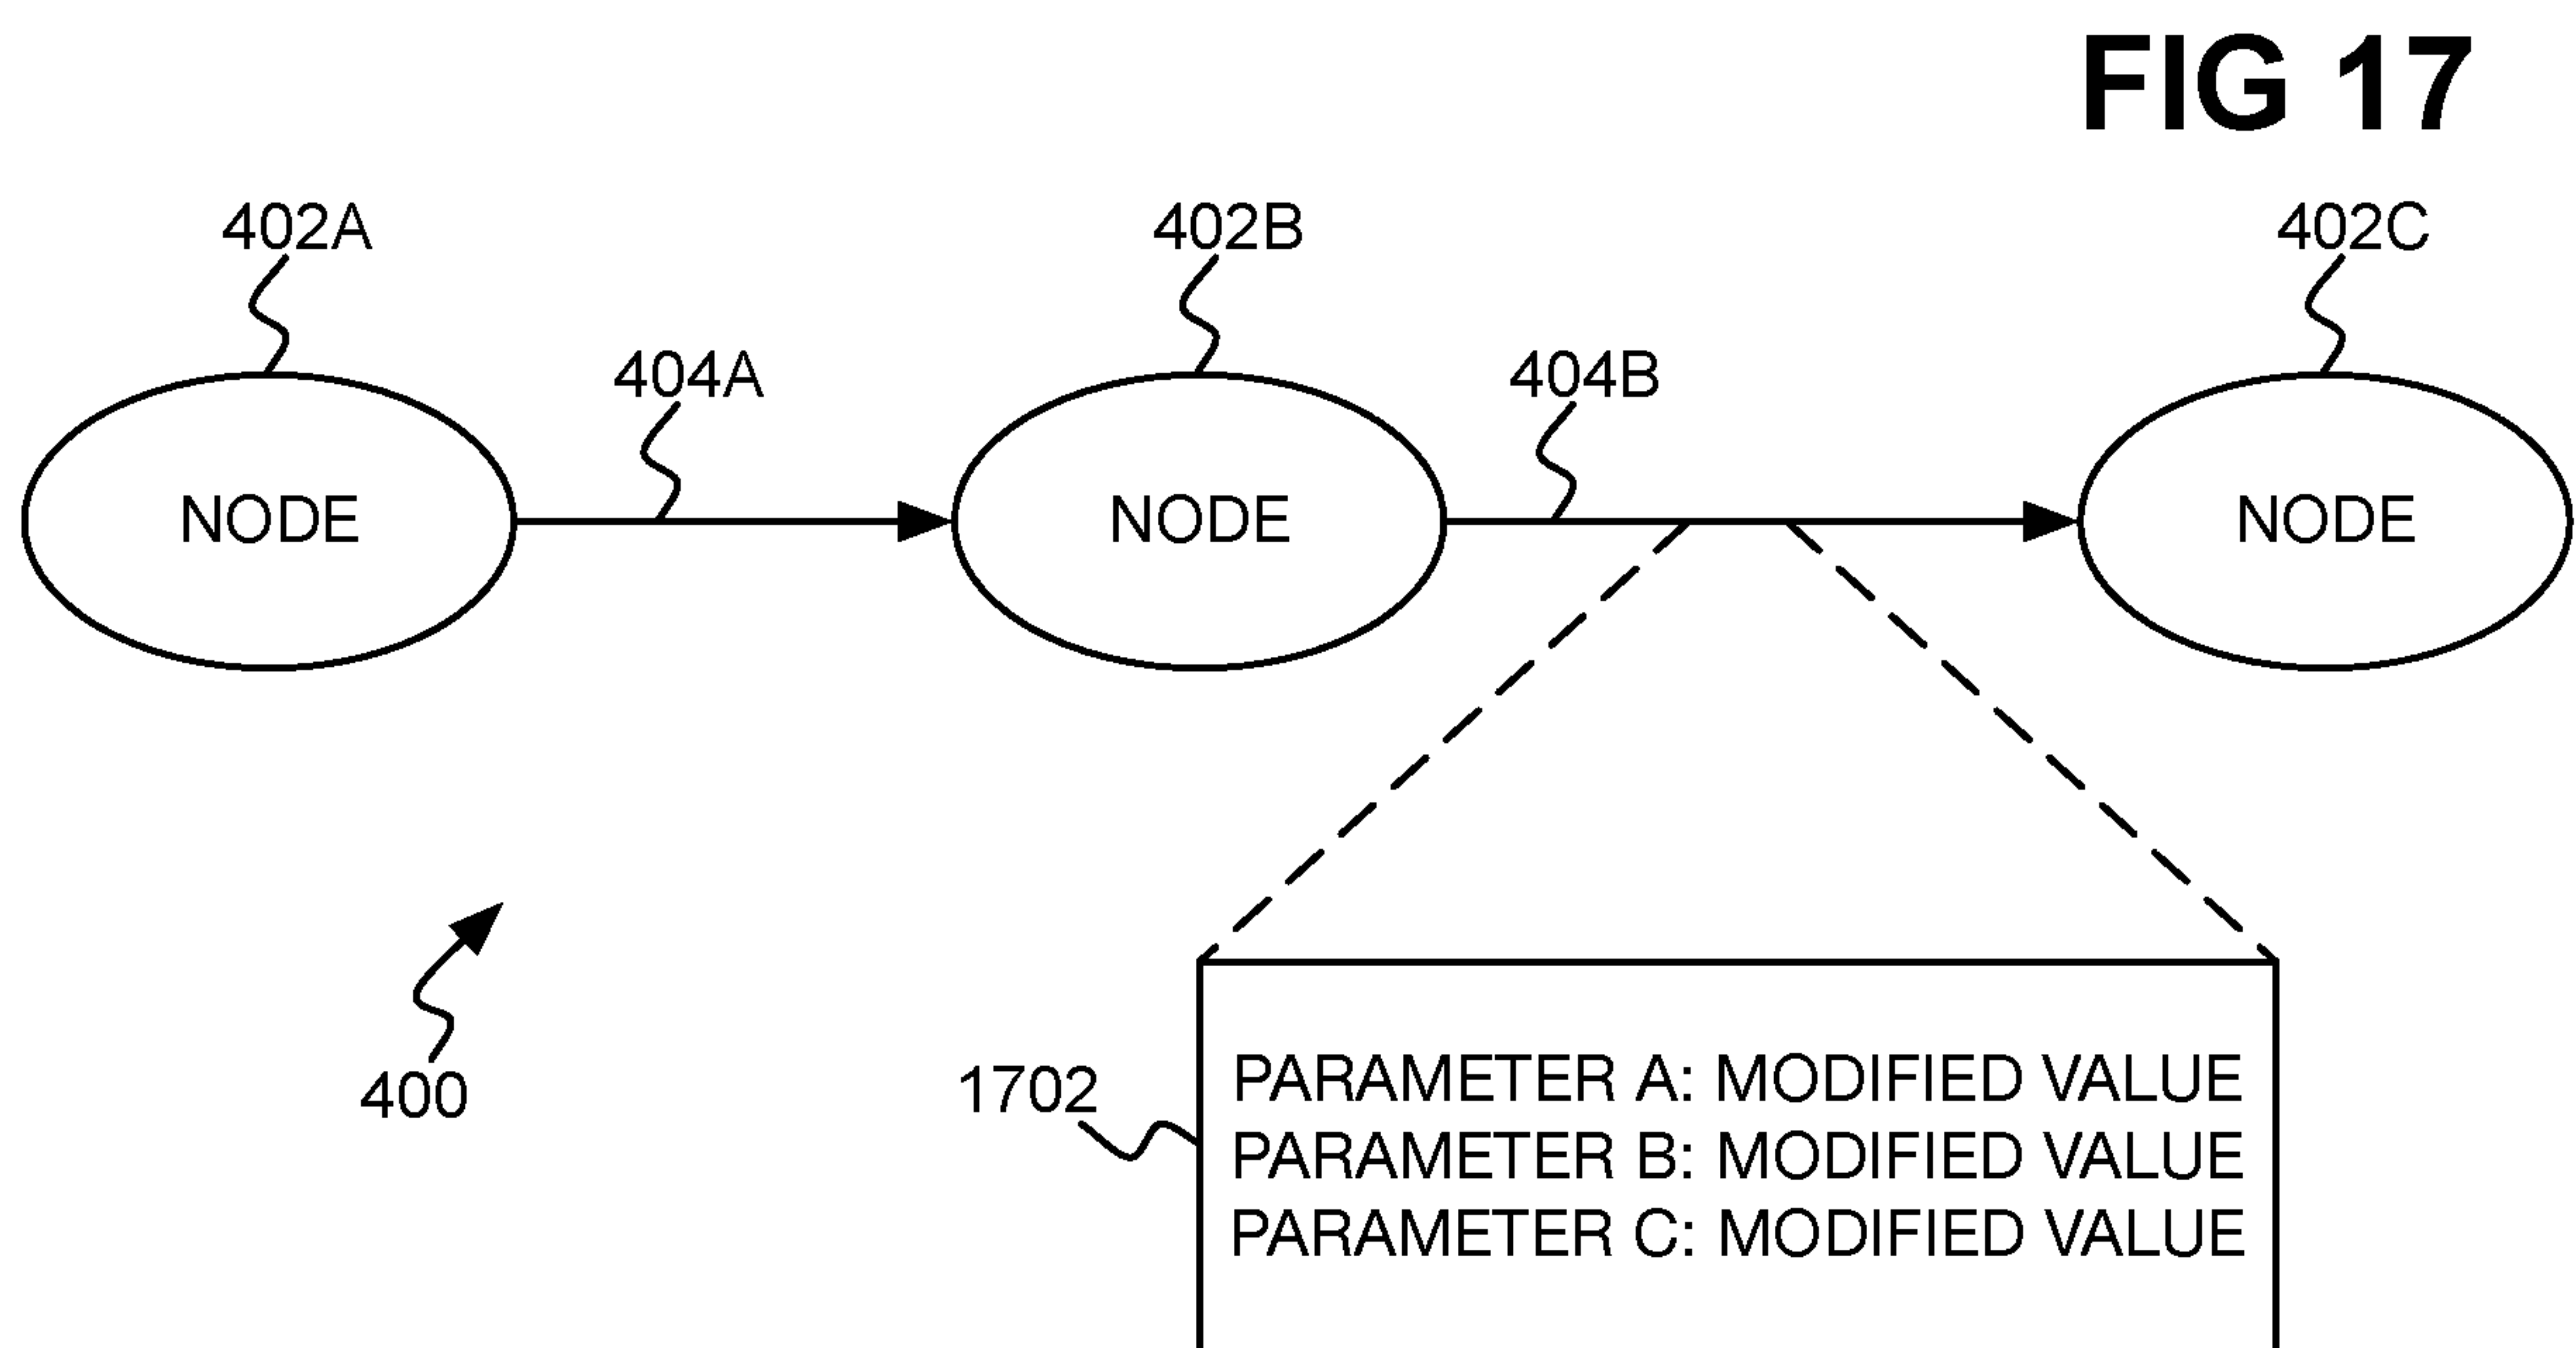 FIG 17
402A
402B
402C
404A
404B
NODE
NODE
NODE
400
1702
PARAMETER A: MODIFIED VALUE
PARAMETER B: MODIFIED VALUE
PARAMETER C: MODIFIED VALUE